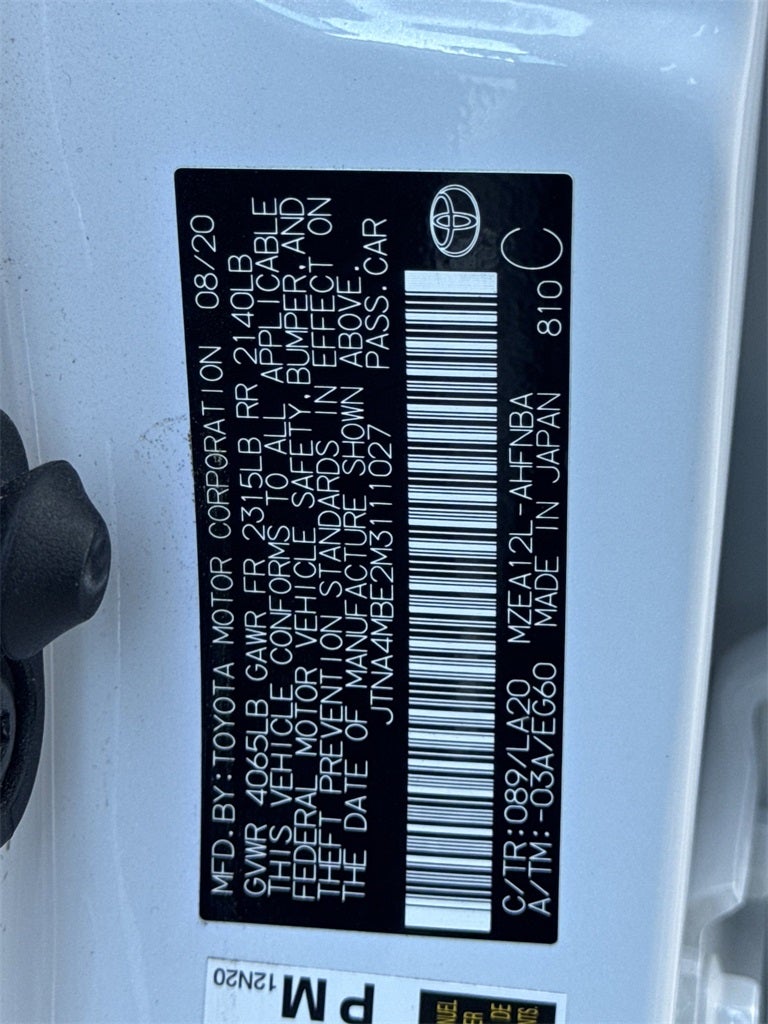 MFD.BY:TOYOTA MOTOR CORPORATION 08/20
GVWR 4065LB GAWR FR 2315LB RR 2140LB
THIS VEHICLE CONFORMS TO ALL APPLICABLE
FEDERAL MOTOR VEHICLE SAFETY,BUMPER,AND
THEFT PREVENTION STANDARDS IN EFFECT ON
THE DATE OF MANUFACTURE SHOWN ABOVE.
JTNA4MBE2M3111027 PASS.CAR
C/TR:089/LA20 MZEA12L-AHFNBA
A/TM:-03A/EG60 MADE IN JAPAN 810 C
12N20
PM
DE